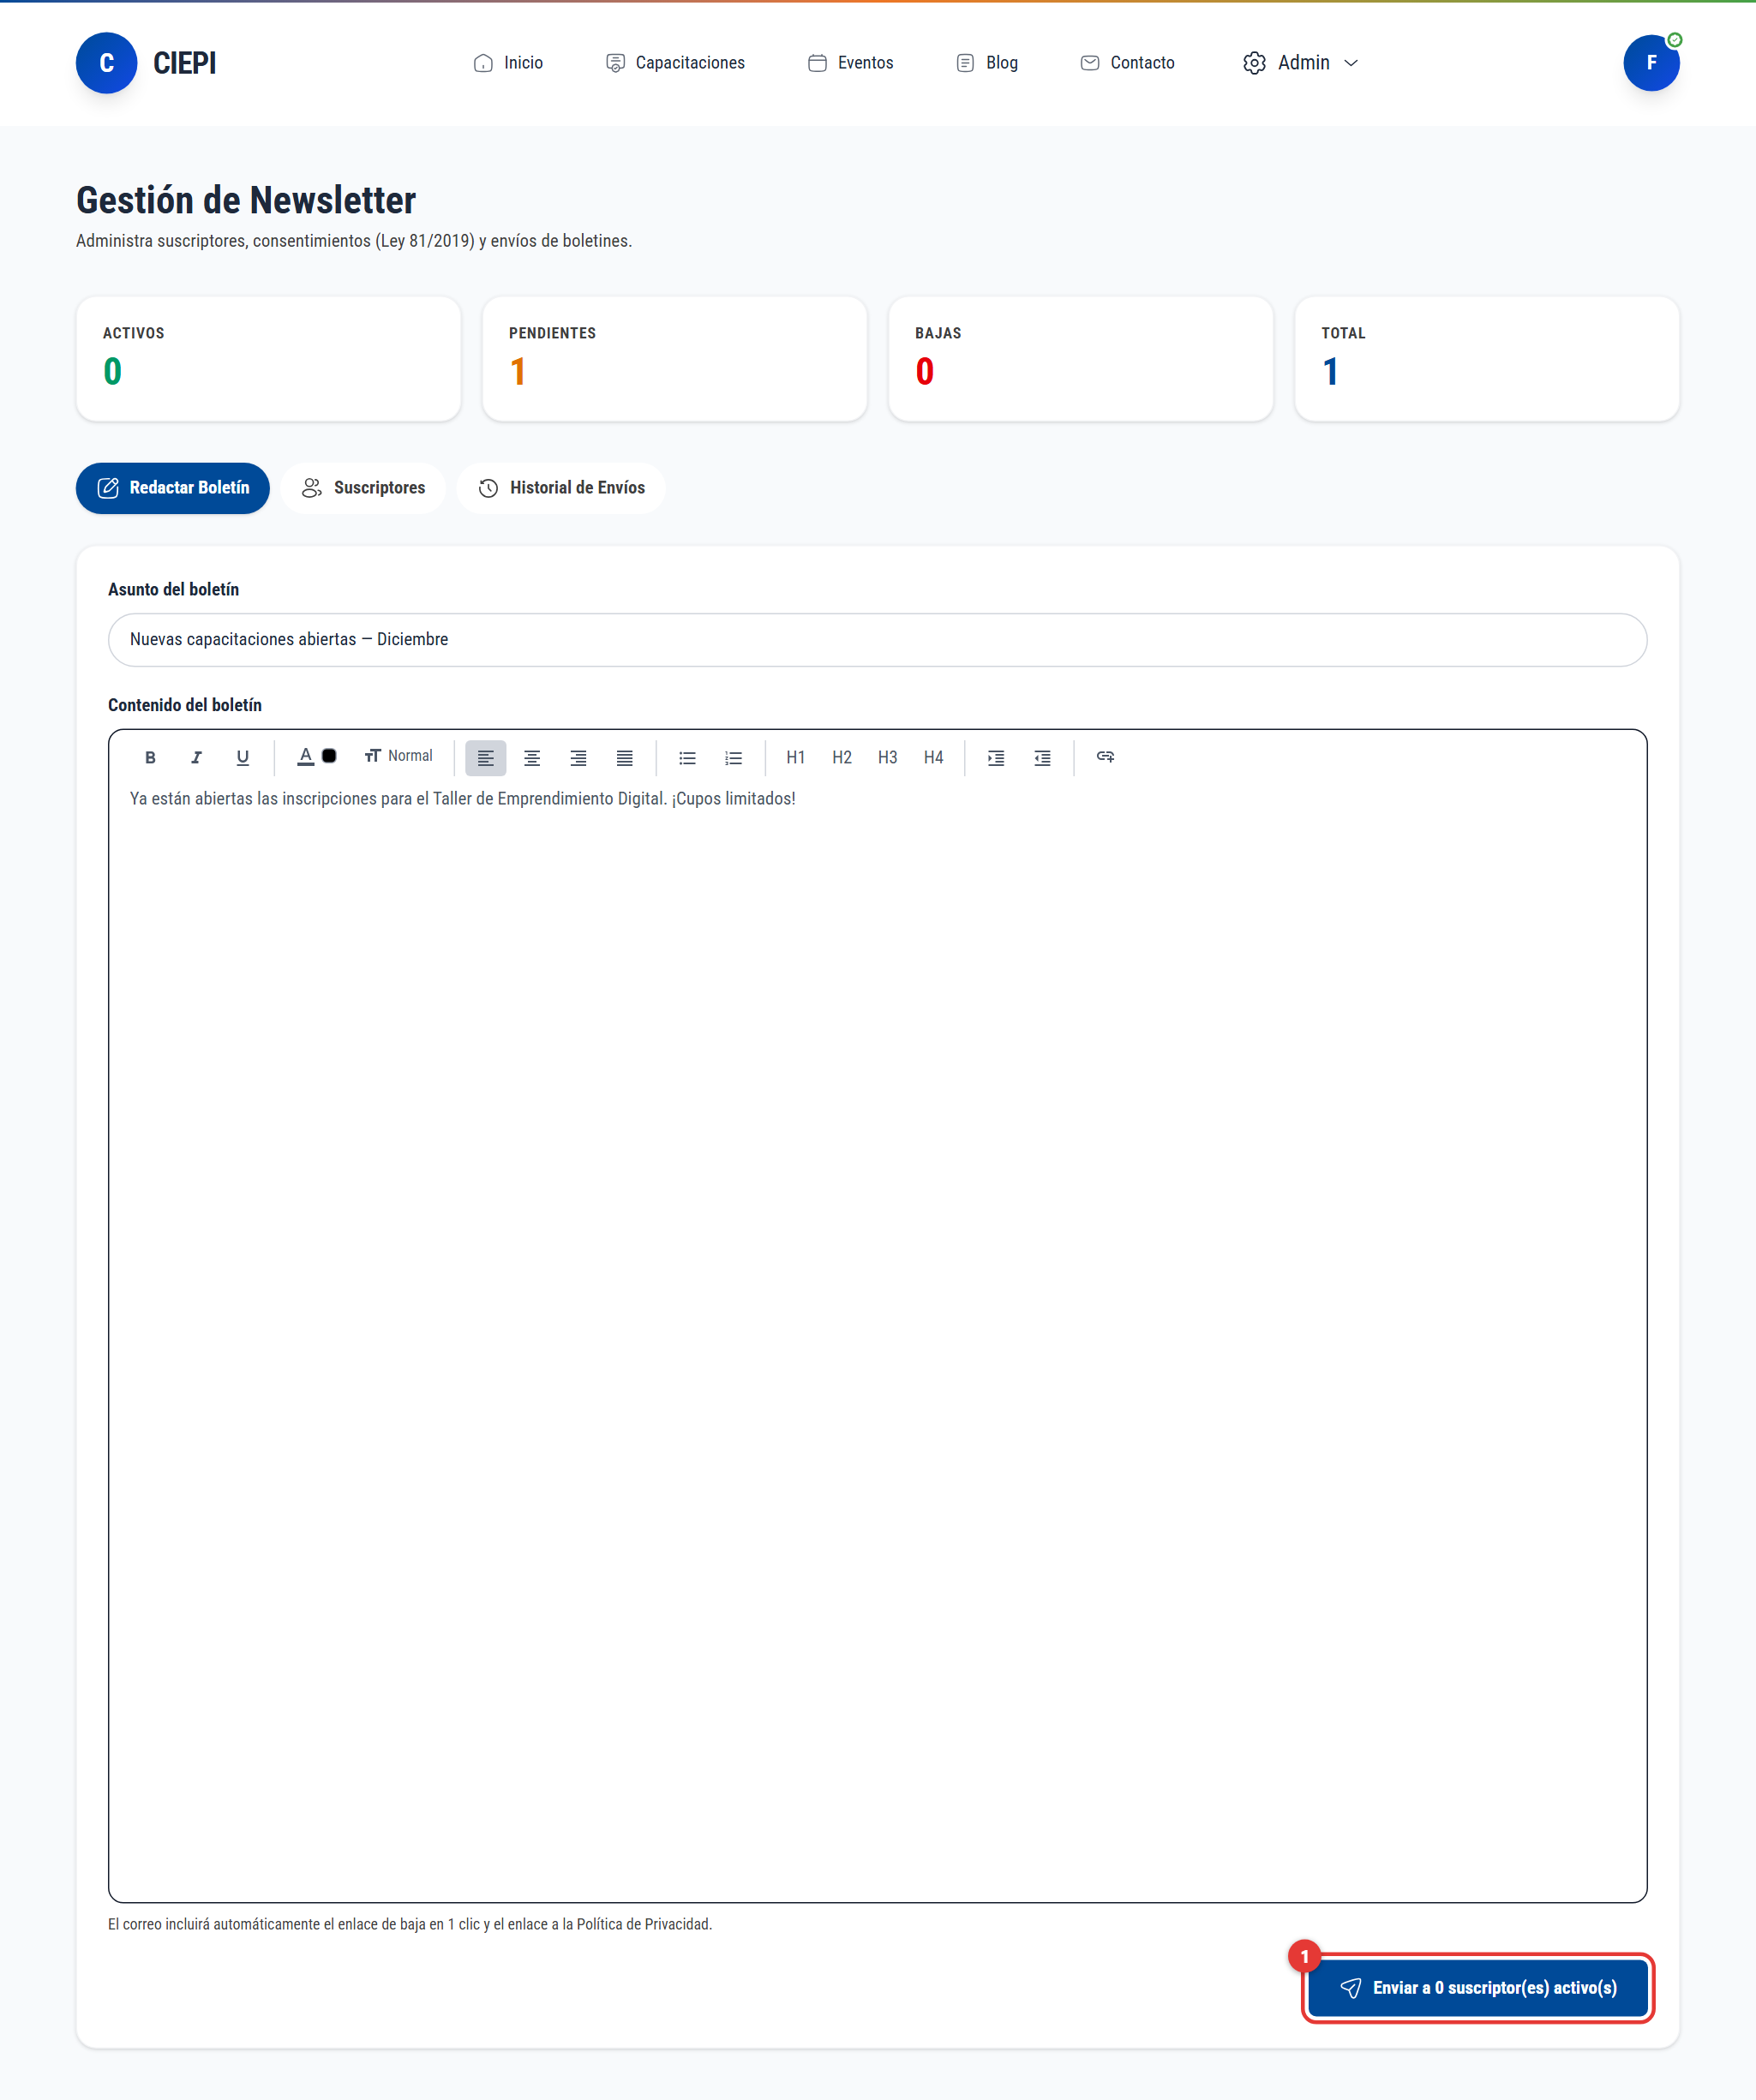 C CIEPI Inicio Capacitaciones Eventos Blog Contacto Admin F
Gestión de Newsletter
Administra suscriptores, consentimientos (Ley 81/2019) y envíos de boletines.
ACTIVOS PENDIENTES BAJAS TOTAL
0 1 0 1
Redactar Boletín Suscriptores Historial de Envíos
Asunto del boletín
Nuevas capacitaciones abiertas — Diciembre
Contenido del boletín
B I U A TT Normal H1 H2 H3 H4
Ya están abiertas las inscripciones para el Taller de Emprendimiento Digital. ¡Cupos limitados!
El correo incluirá automáticamente el enlace de baja en 1 clic y el enlace a la Política de Privacidad.
1
Enviar a 0 suscriptor(es) activo(s)